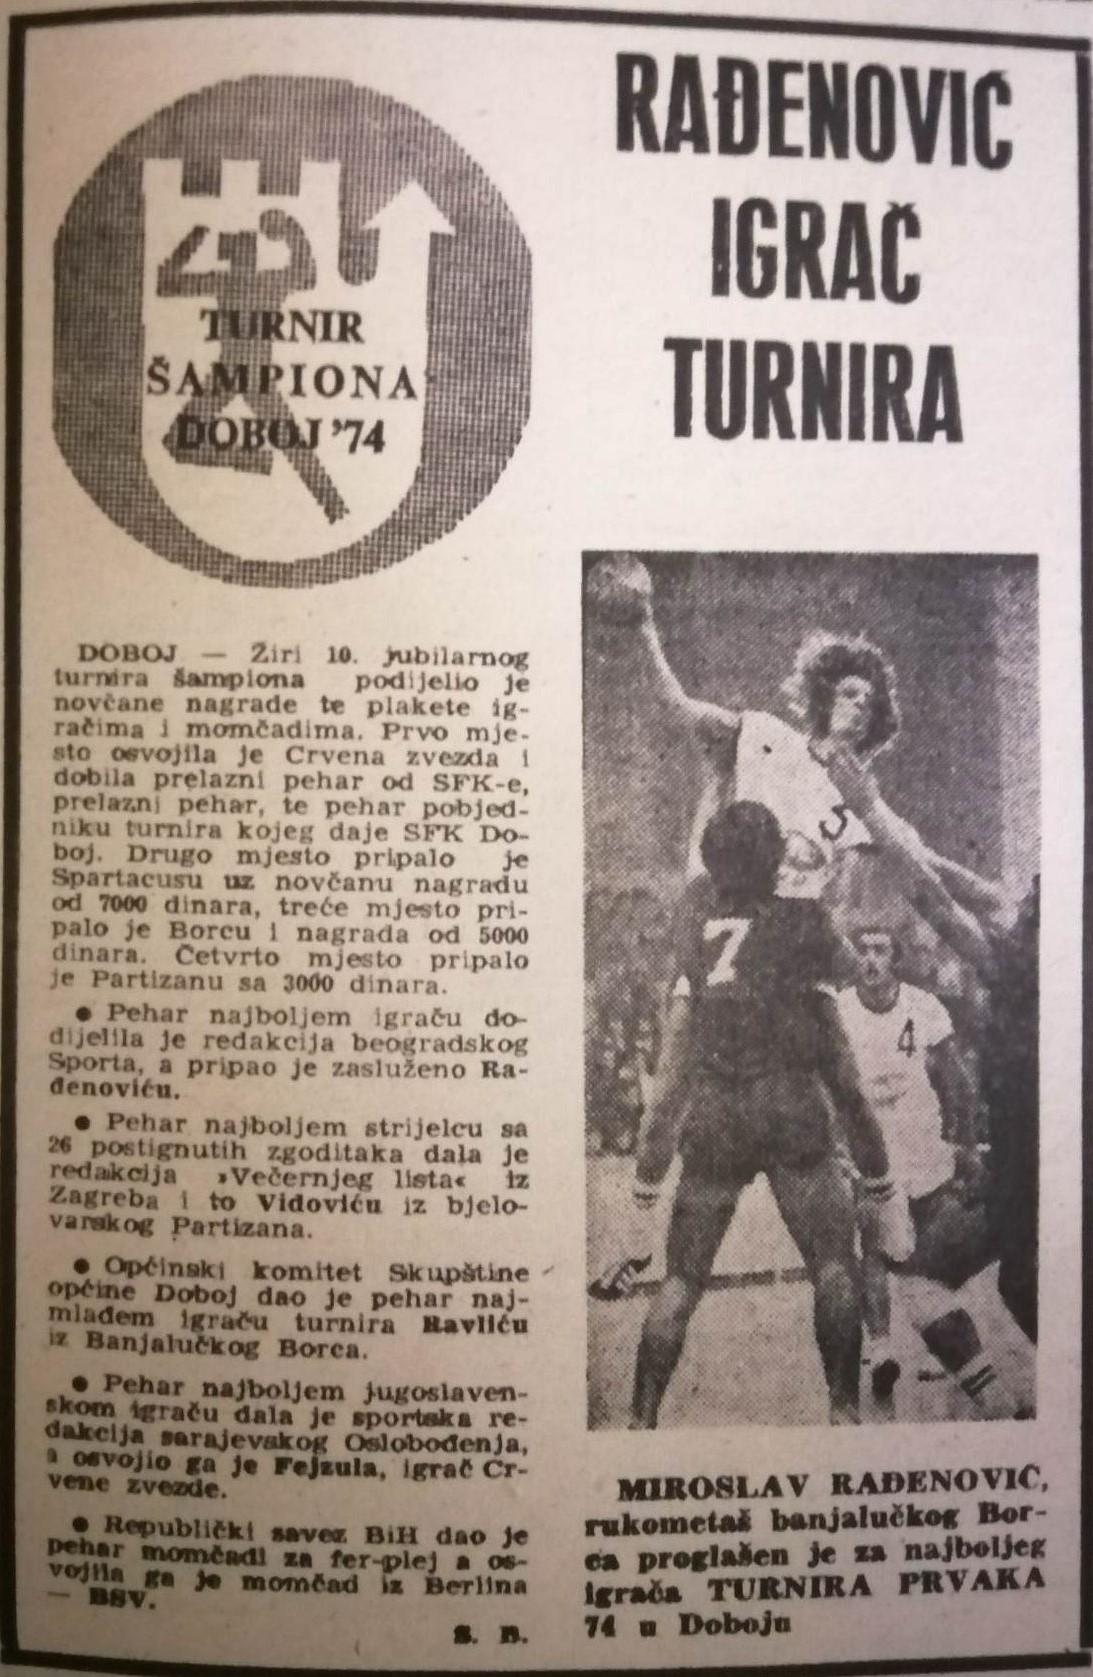 TURNIR
ŠAMPIONA
DOBOJ '74
RAĐENOVIĆ
IGRAČ
TURNIRA
DOBOJ — Žiri 10. jubilarnog
turnira šampiona podijelio je
novčane nagrade te plakete ig-
račima i momčadima. Prvo mje-
sto osvojila je Crvena zvezda i
dobila prelazni pehar od SFK-e,
prelazni pehar, te pehar pobjed-
niku turnira kojeg daje SFK Do-
boj. Drugo mjesto pripalo je
Spartacusu uz novčanu nagradu
od 7000 dinara, treće mjesto pri-
palo je Borcu i nagrada od 5000
dinara. Četvrto mjesto pripalo
je Partizanu sa 3000 dinara.
● Pehar najboljem igraču do-
dijelila je redakcija beogradskog
Sporta, a pripao je zasluženo Ra-
đenoviću.
● Pehar najboljem strijelcu sa
26 postignutih zgoditaka dala je
redakcija »Večernjeg lista« iz
Zagreba i to Vidoviću iz bjelo-
varskog Partizana.
● Općinski komitet Skupštine
općine Doboj dao je pehar naj-
mlađem igraču turnira Ravliću
iz Banjalučkog Borca.
● Pehar najboljem jugoslaven-
skom igraču dala je sportska re-
dakcija sarajevskog Oslobođenja,
a osvojio ga je Fejzula, igrač Cr-
vene zvezde.
● Republički savez BiH dao je
pehar momčadi za fer-plej a os-
vojila ga je momčad iz Berlina
— BSV.
S. B.
7
4
MIROSLAV RAĐENOVIĆ,
rukometaš banjalučkog Bor-
ca proglašen je za najboljeg
igrača TURNIRA PRVAKA
74 u Doboju